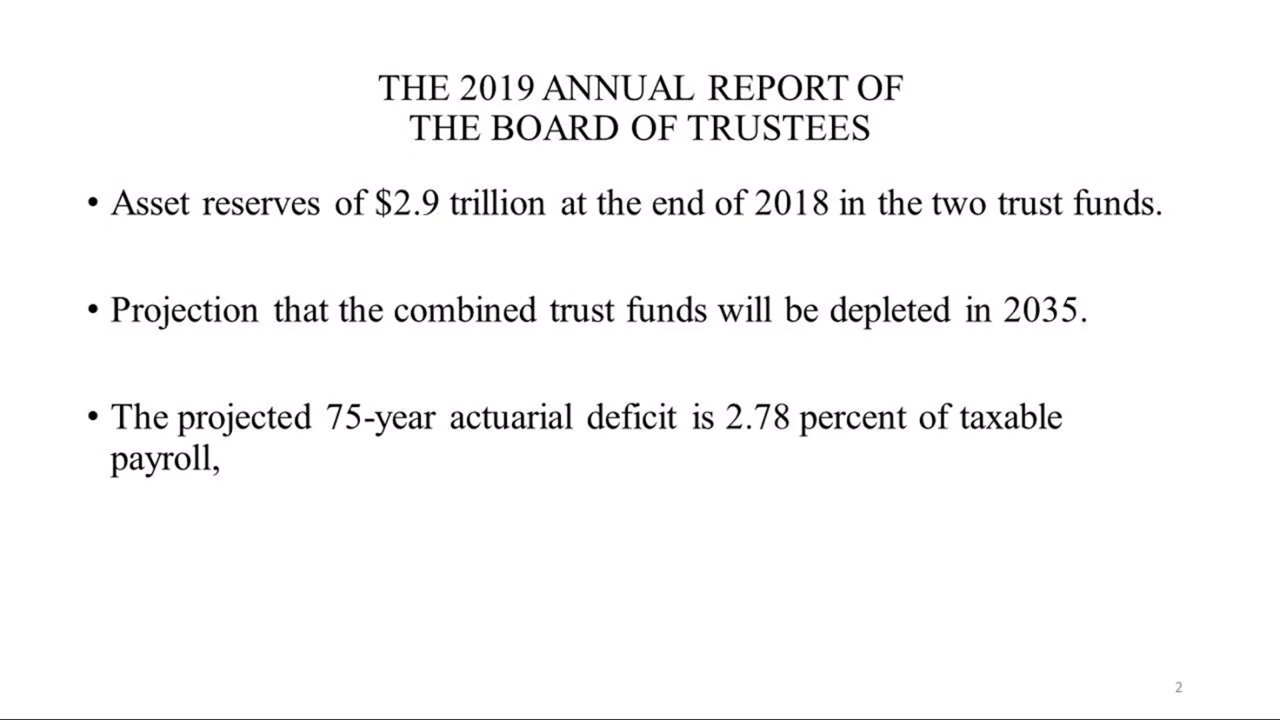 THE 2019 ANNUAL REPORT OF
THE BOARD OF TRUSTEES
• Asset reserves of $2.9 trillion at the end of 2018 in the two trust funds.
• Projection that the combined trust funds will be depleted in 2035.
• The projected 75-year actuarial deficit is 2.78 percent of taxable
payroll,
2